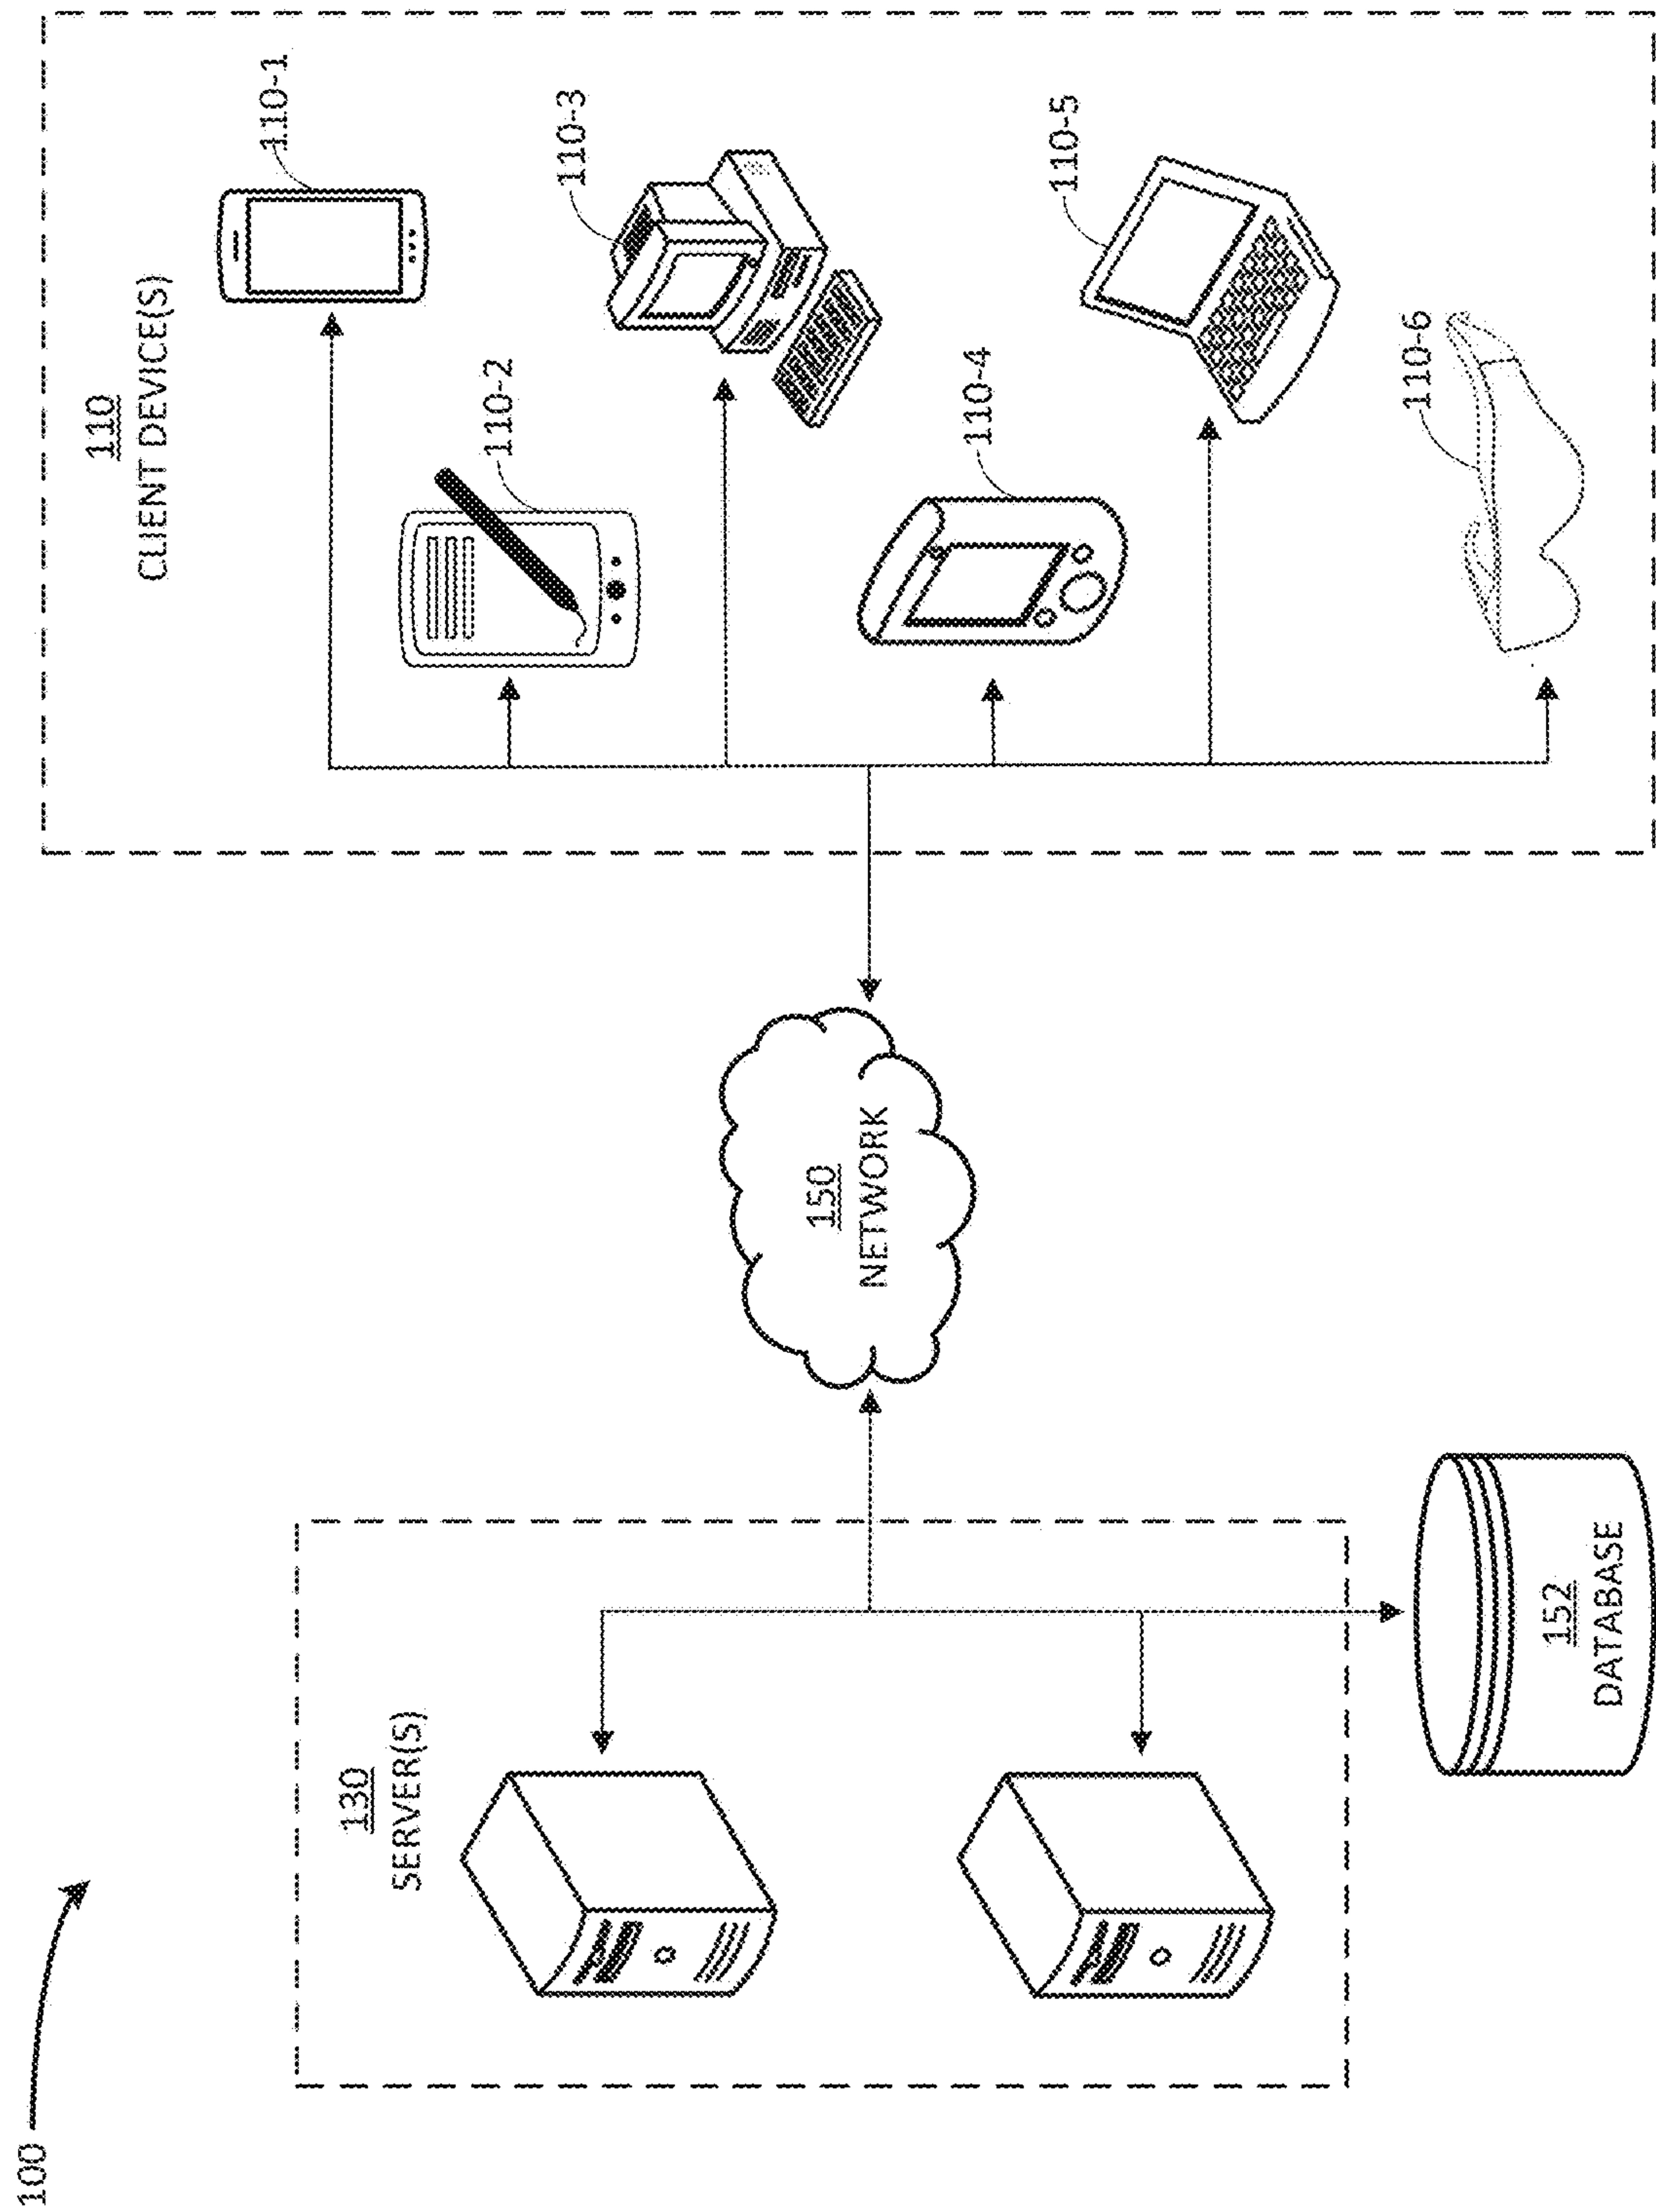 100
130
SERVER(S)
152
DATABASE
150
NETWORK
110
CLIENT DEVICE(S)
110-1
110-2
110-3
110-4
110-5
110-6